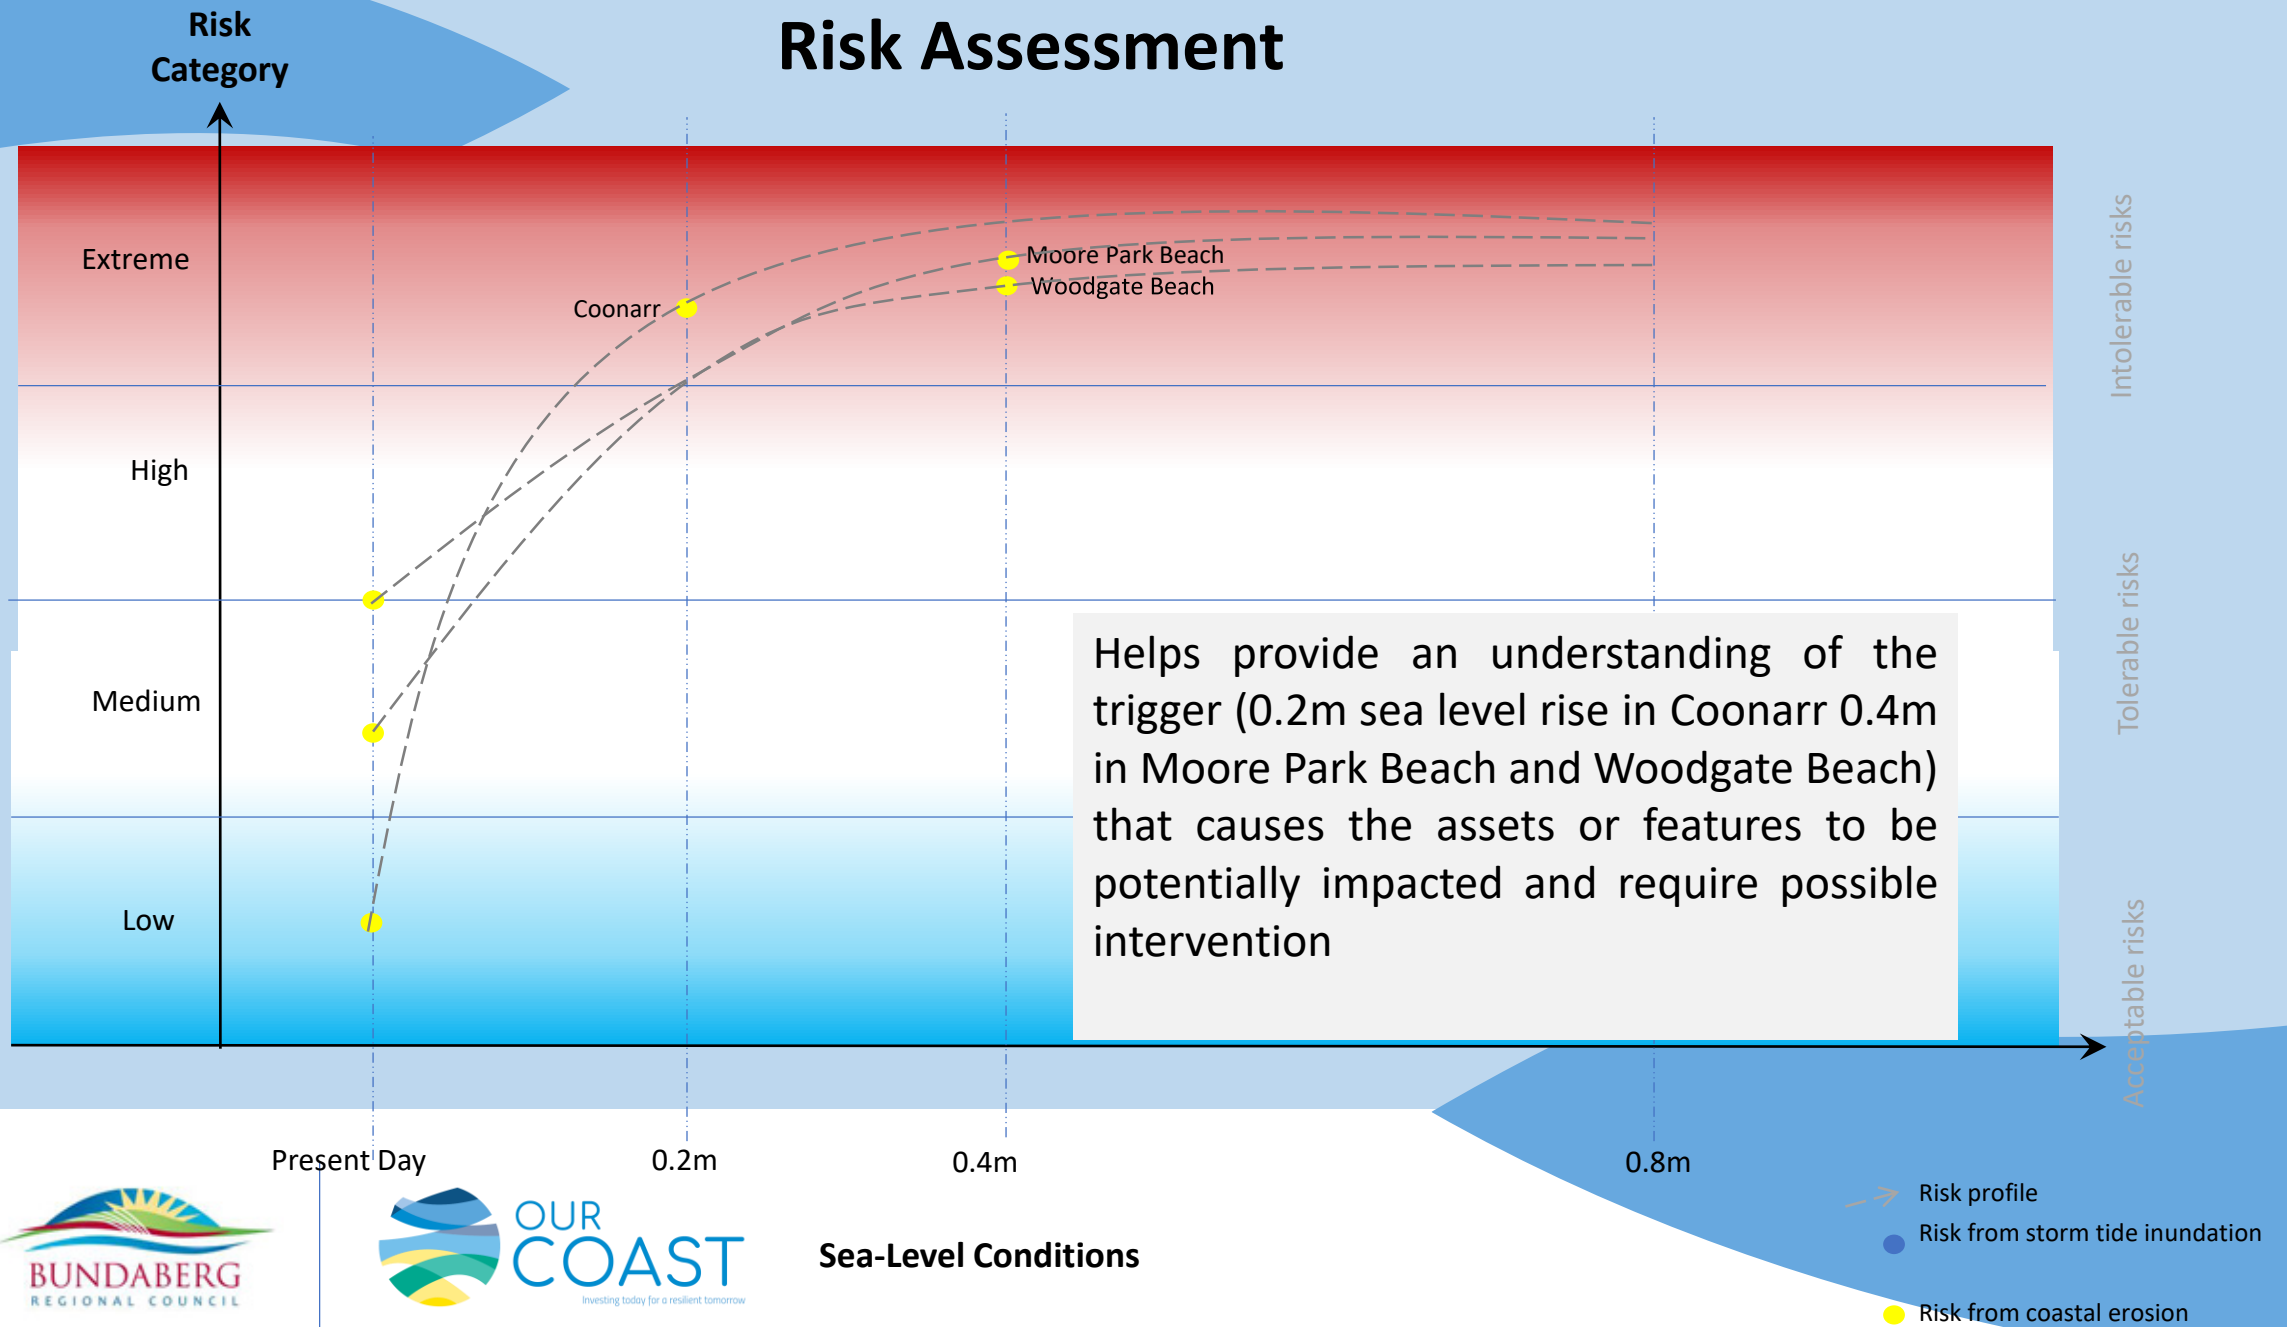 Risk
Category
Risk Assessment
Extreme
High
Medium
Low
Coonarr
Moore Park Beach
Woodgate Beach
Intolerable risks
Tolerable risks
Acceptable risks
Helps provide an understanding of the
trigger (0.2m sea level rise in Coonarr 0.4m
in Moore Park Beach and Woodgate Beach)
that causes the assets or features to be
potentially impacted and require possible
intervention
Present Day
0.2m
0.4m
0.8m
BUNDABERG
REGIONAL COUNCIL
OUR
COAST
Investing today for a resilient tomorrow
Sea-Level Conditions
Risk profile
Risk from storm tide inundation
Risk from coastal erosion